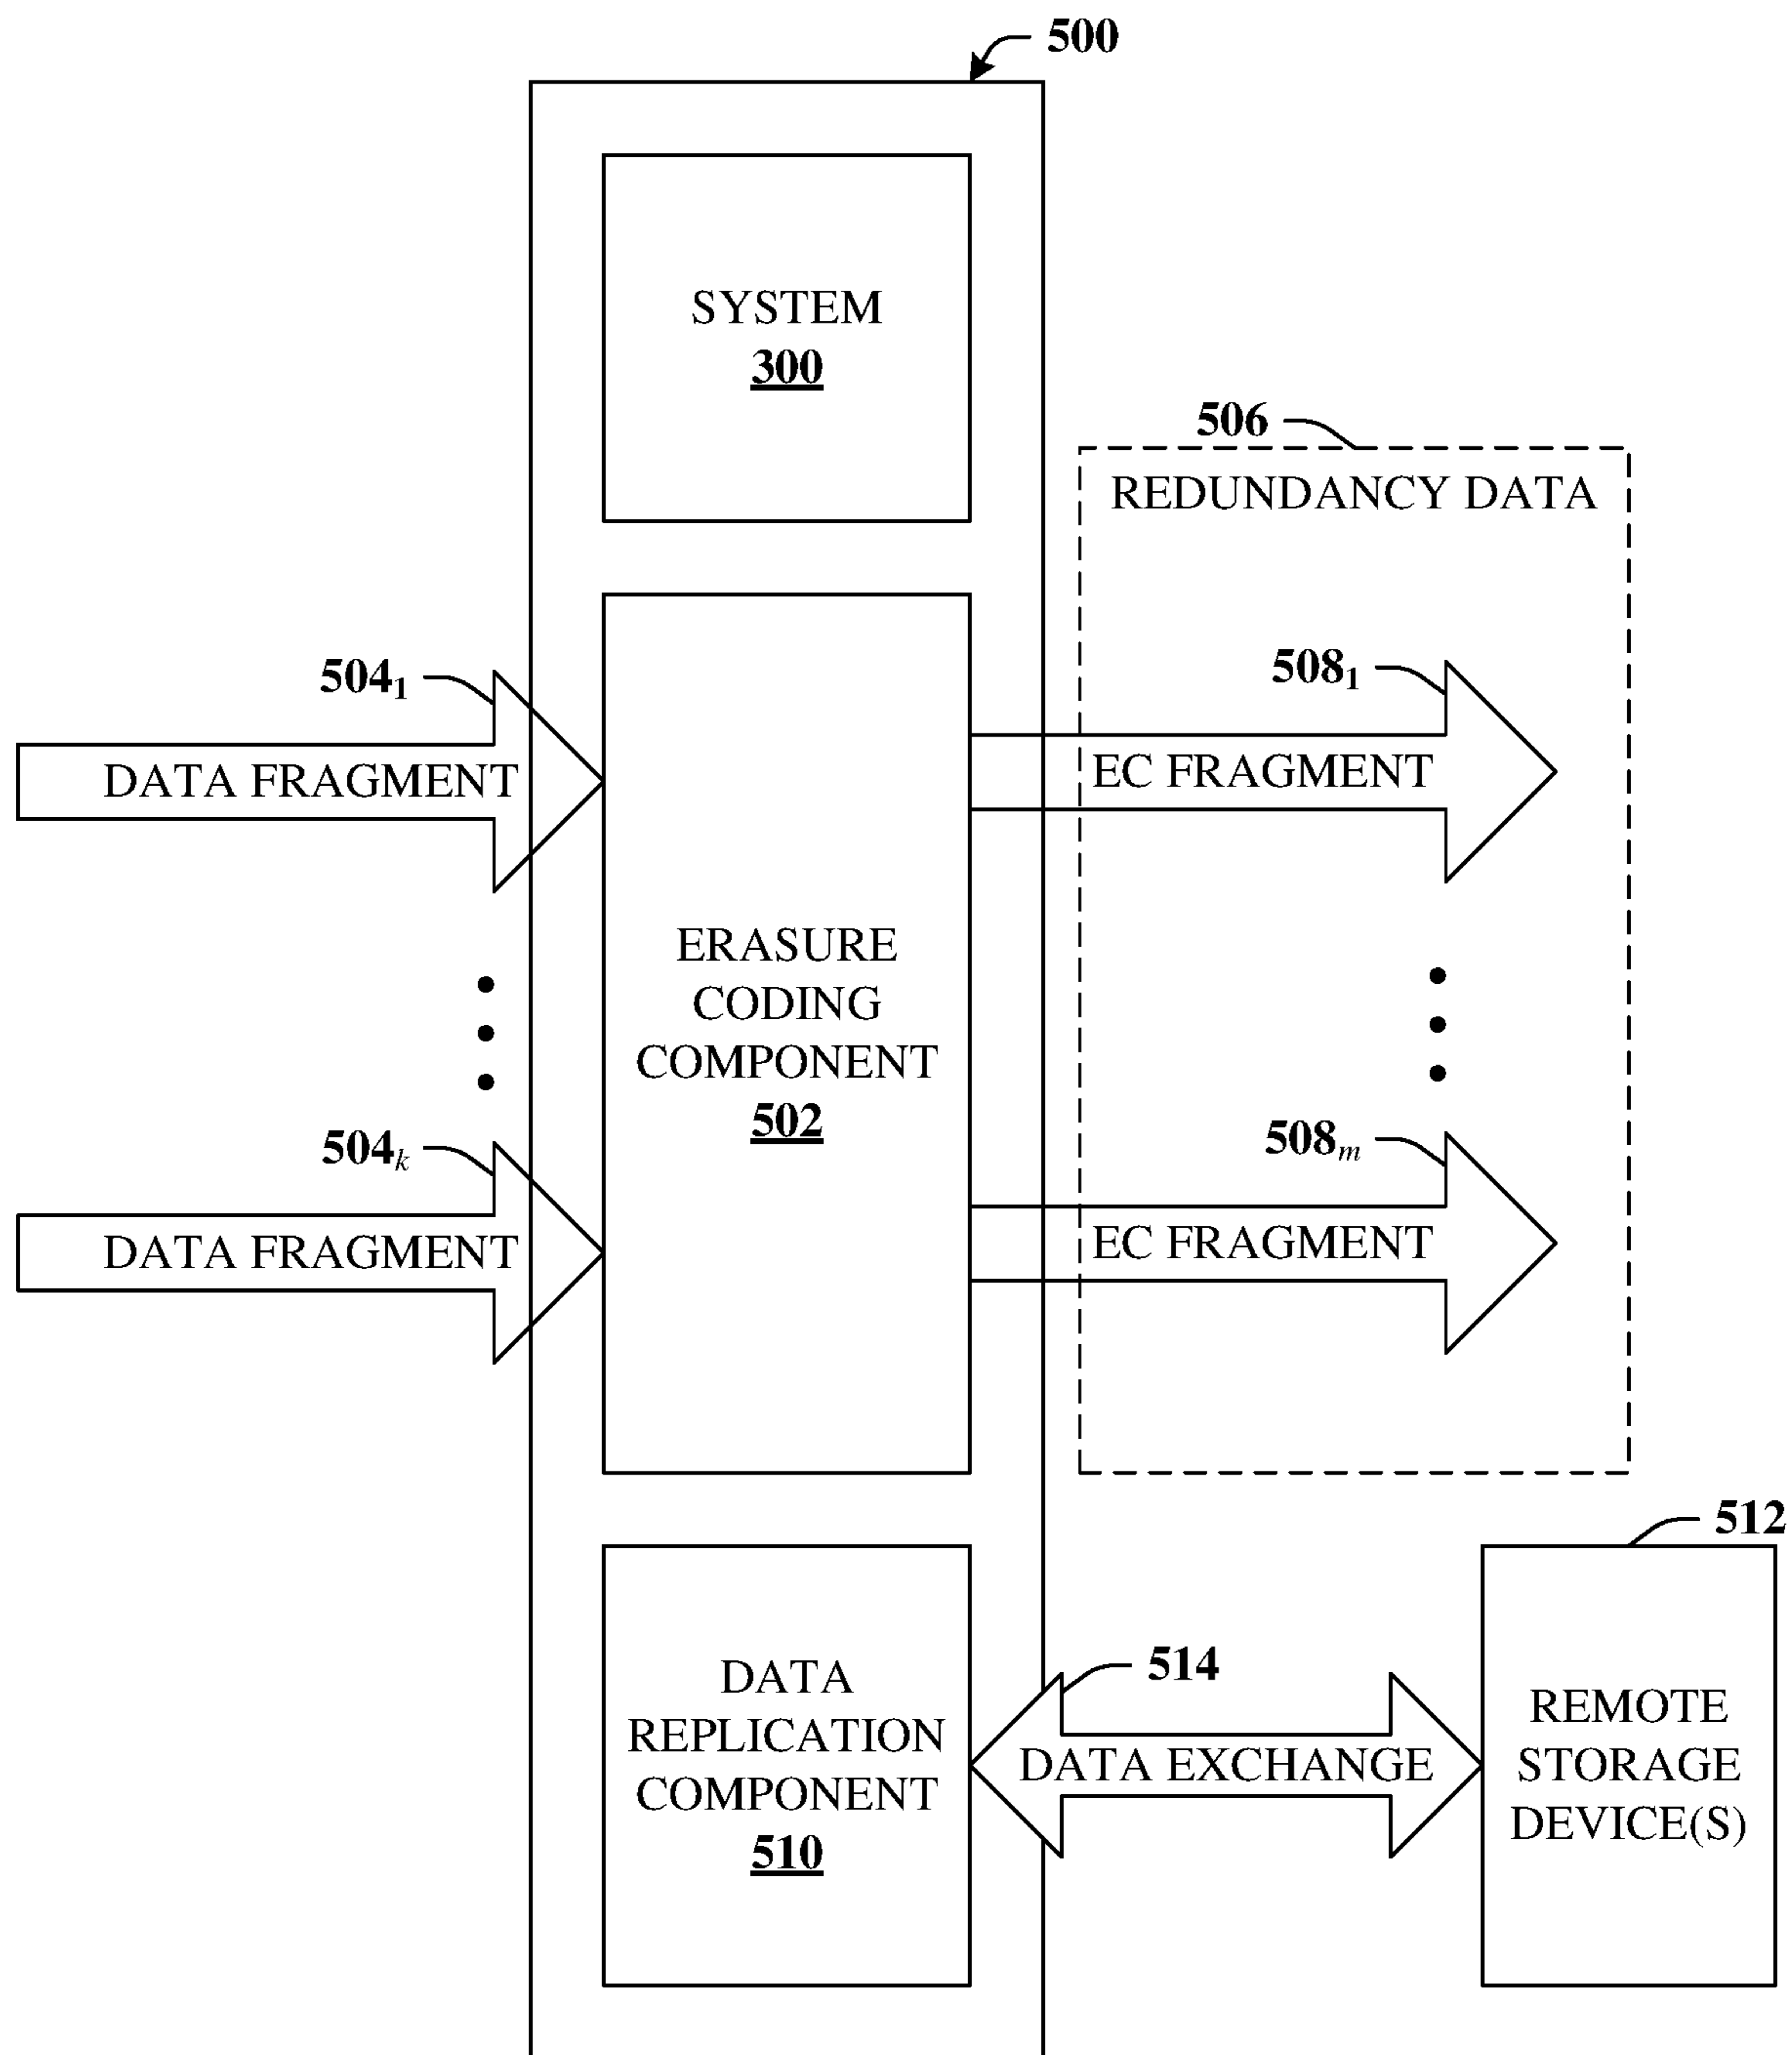 500
SYSTEM
300
506
REDUNDANCY DATA
504₁
508₁
DATA FRAGMENT
EC FRAGMENT
ERASURE
CODING
COMPONENT
502
504ₖ
508ₘ
DATA FRAGMENT
EC FRAGMENT
512
514
DATA
REPLICATION
COMPONENT
510
DATA EXCHANGE
REMOTE
STORAGE
DEVICE(S)